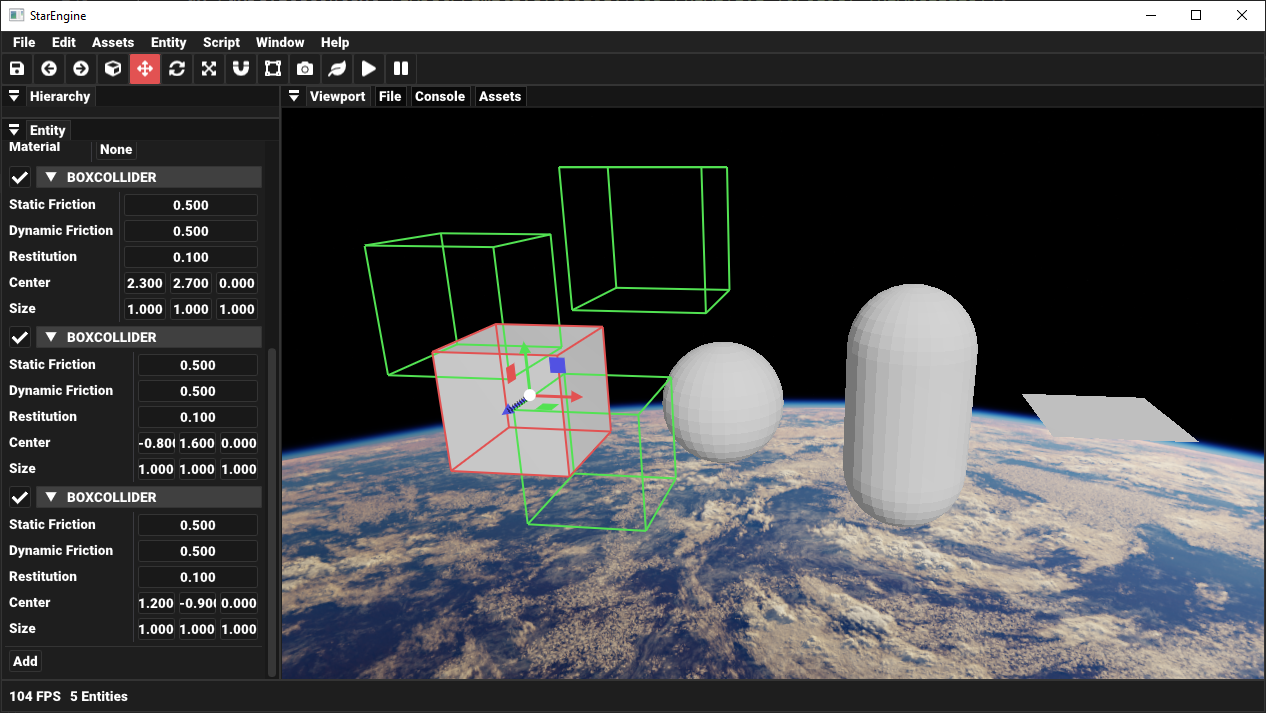 StarEngine
File Edit Assets Entity Script Window Help
Hierarchy
Viewport File Console Assets
Entity
Material None
BOXCOLLIDER
Static Friction 0.500
Dynamic Friction 0.500
Restitution 0.100
Center 2.300 2.700 0.000
Size 1.000 1.000 1.000
BOXCOLLIDER
Static Friction 0.500
Dynamic Friction 0.500
Restitution 0.100
Center -0.80 1.600 0.000
Size 1.000 1.000 1.000
BOXCOLLIDER
Static Friction 0.500
Dynamic Friction 0.500
Restitution 0.100
Center 1.200 -0.90 0.000
Size 1.000 1.000 1.000
Add
104 FPS 5 Entities